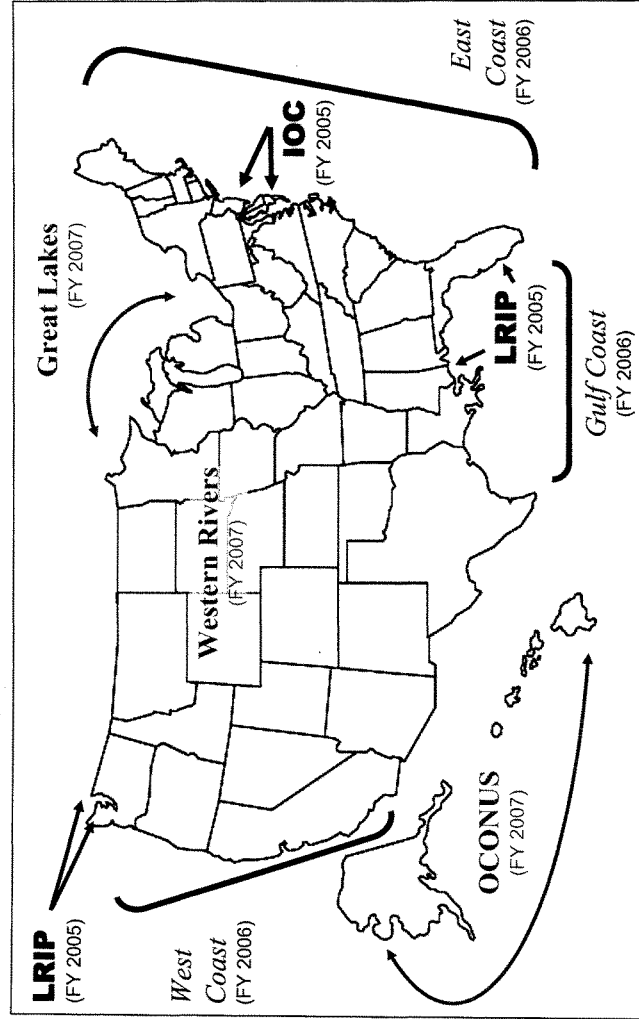 LRIP
(FY 2005)
West
Coast
(FY 2006)
Great Lakes
(FY 2007)
Western Rivers
(FY 2007)
IOC
(FY 2005)
East
Coast
(FY 2006)
LRIP
(FY 2005)
Gulf Coast
(FY 2006)
OCONUS
(FY 2007)